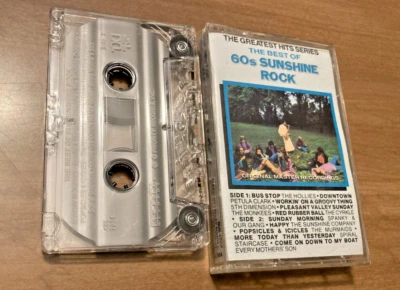 THE GREATEST HITS SERIES
THE BEST OF
60s SUNSHINE
ROCK
ORIGINAL MASTER RECORDINGS
SIDE 1: BUS STOP THE HOLLIES • DOWNTOWN
PETULA CLARK • WORKIN' ON A GROOVY THING
5TH DIMENSION • PLEASANT VALLEY SUNDAY
THE MONKEES • RED RUBBER BALL THE CYRKLE
• SIDE 2: SUNDAY MORNING SPANKY &
OUR GANG • HAPPY THE SUNSHINE COMPANY
• POPSICLES & ICICLES THE MURMAIDS •
MORE TODAY THAN YESTERDAY SPIRAL
STAIRCASE • COME ON DOWN TO MY BOAT
EVERY MOTHERS' SON